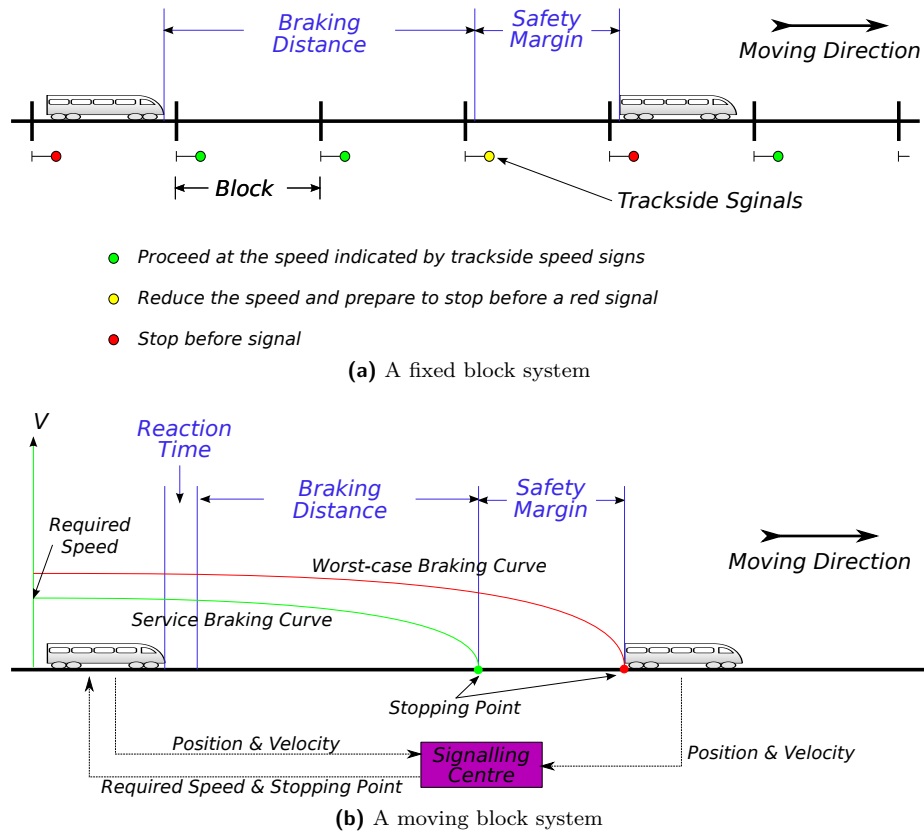 Braking
Distance
Safety
Margin
Moving Direction
Block
Trackside Sginals
Proceed at the speed indicated by trackside speed signs
Reduce the speed and prepare to stop before a red signal
Stop before signal
(a) A fixed block system
V
Reaction
Time
Braking
Distance
Safety
Margin
Required
Speed
Worst-case Braking Curve
Moving Direction
Service Braking Curve
Stopping Point
Position & Velocity
Signalling
Centre
Position & Velocity
Required Speed & Stopping Point
(b) A moving block system